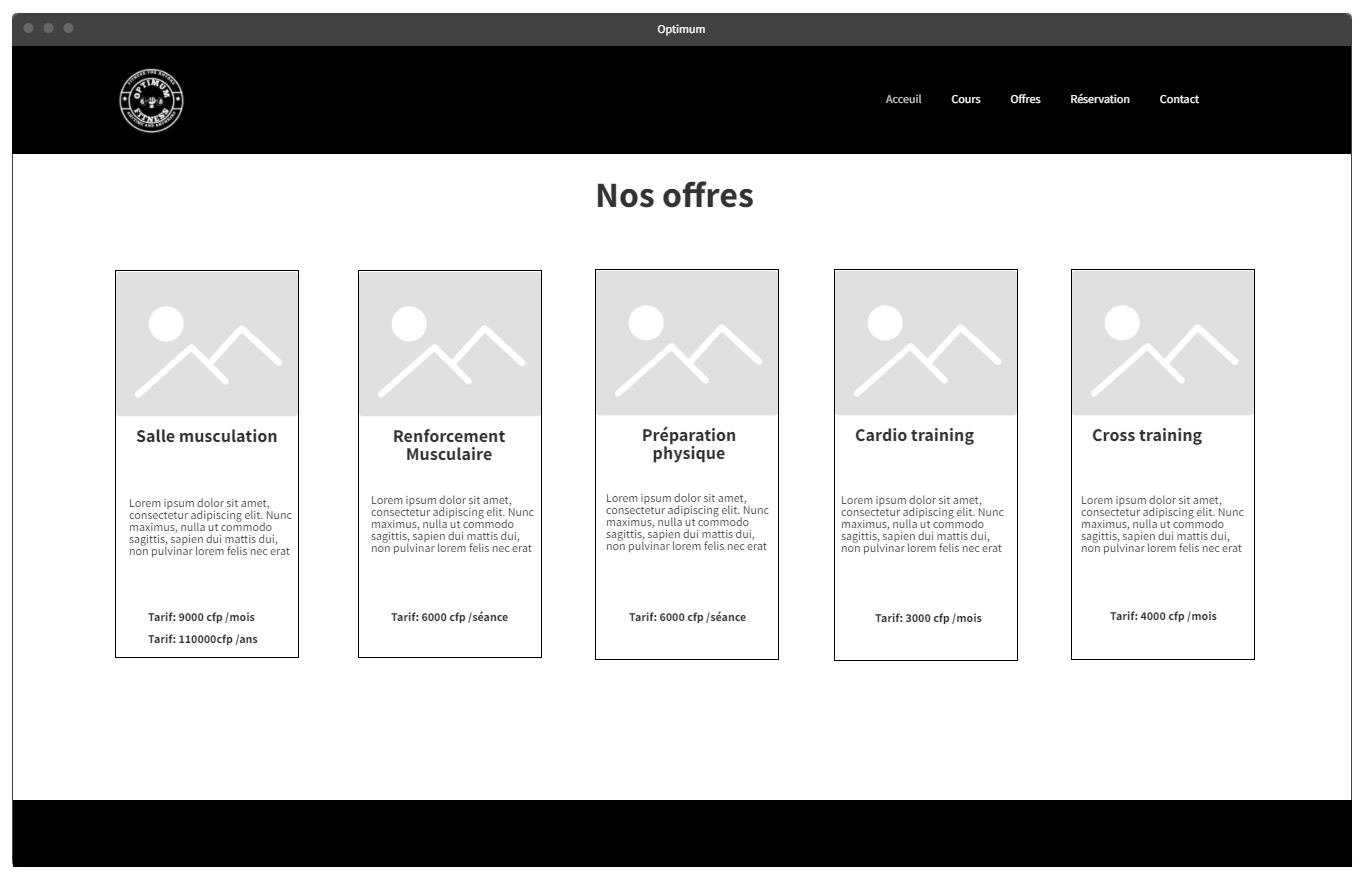 Optimum
OPTIMUM
FITNESS
Acceuil
Cours
Offres
Réservation
Contact
Nos offres
Salle musculation
Lorem ipsum dolor sit amet,
consectetur adipiscing elit. Nunc
maximus, nulla ut commodo
sagittis, sapien dui mattis dui,
non pulvinar lorem felis nec erat
Tarif: 9000 cfp /mois
Tarif: 110000cfp /ans
Renforcement
Musculaire
Lorem ipsum dolor sit amet,
consectetur adipiscing elit. Nunc
maximus, nulla ut commodo
sagittis, sapien dui mattis dui,
non pulvinar lorem felis nec erat
Tarif: 6000 cfp /séance
Préparation
physique
Lorem ipsum dolor sit amet,
consectetur adipiscing elit. Nunc
maximus, nulla ut commodo
sagittis, sapien dui mattis dui,
non pulvinar lorem felis nec erat
Tarif: 6000 cfp /séance
Cardio training
Lorem ipsum dolor sit amet,
consectetur adipiscing elit. Nunc
maximus, nulla ut commodo
sagittis, sapien dui mattis dui,
non pulvinar lorem felis nec erat
Tarif: 3000 cfp /mois
Cross training
Lorem ipsum dolor sit amet,
consectetur adipiscing elit. Nunc
maximus, nulla ut commodo
sagittis, sapien dui mattis dui,
non pulvinar lorem felis nec erat
Tarif: 4000 cfp /mois